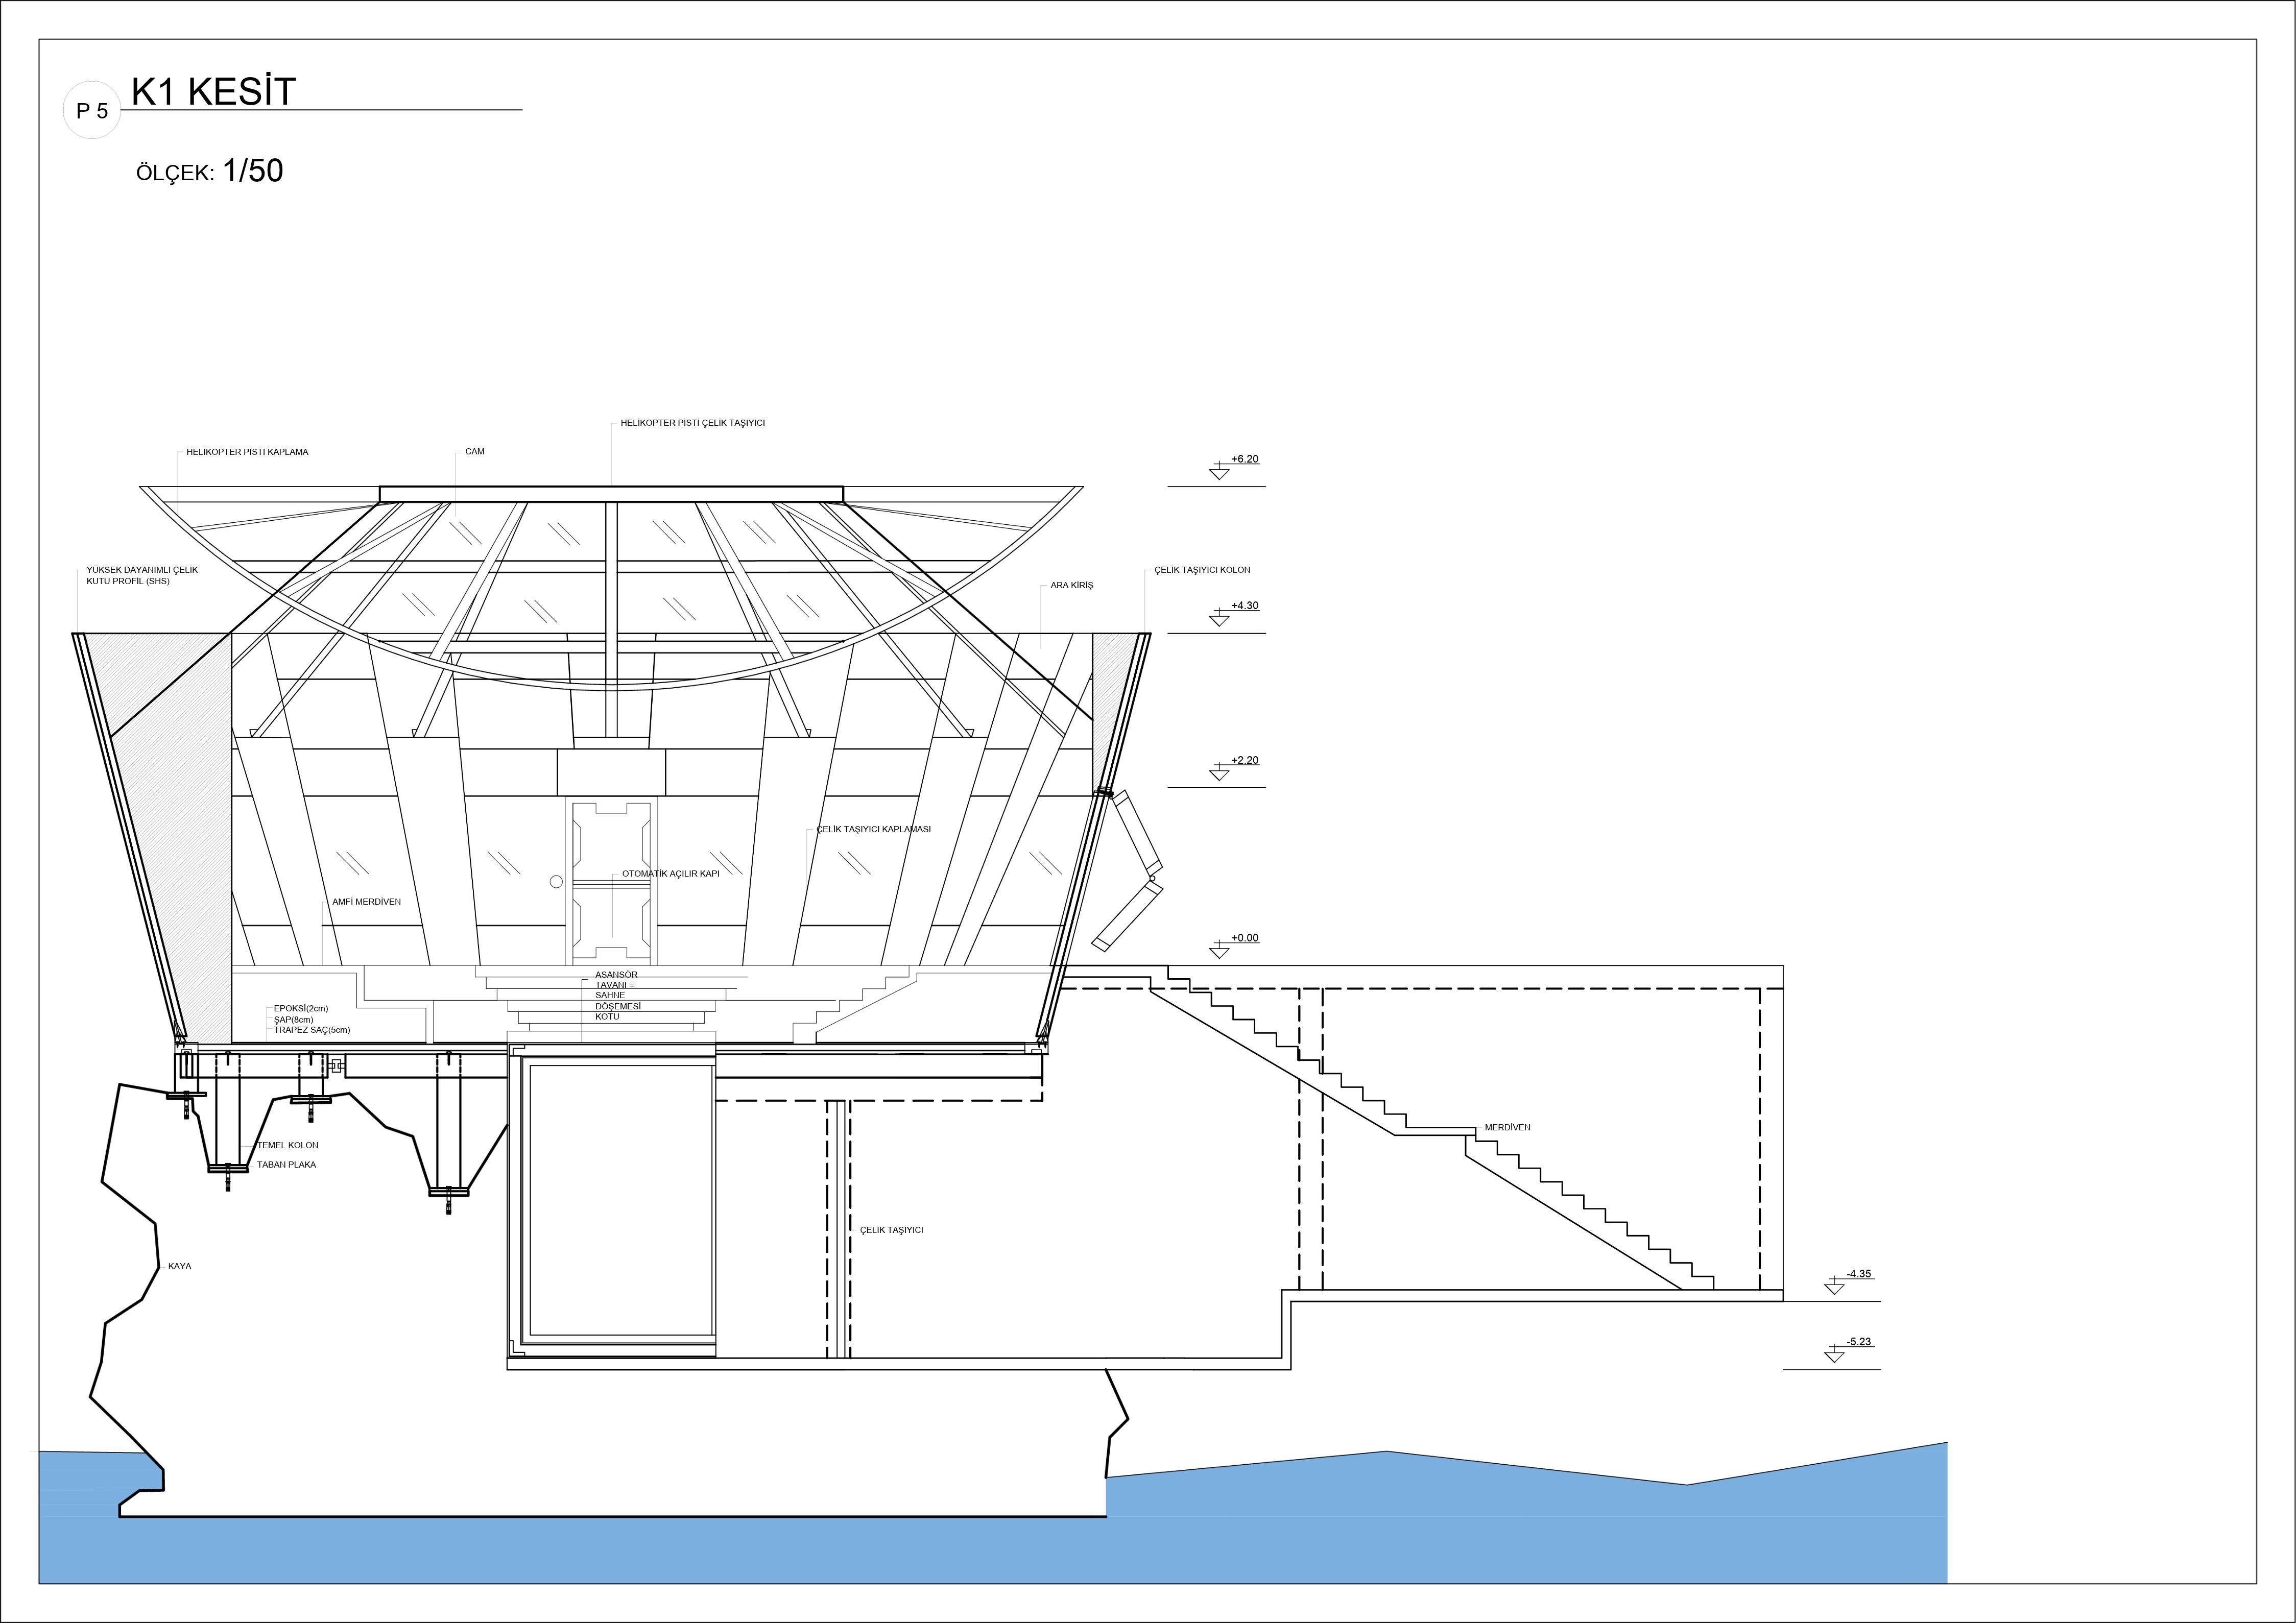 P 5
K1 KESİT
ÖLÇEK: 1/50
HELİKOPTER PİSTİ ÇELİK TAŞIYICI
HELİKOPTER PİSTİ KAPLAMA
CAM
+6.20
YÜKSEK DAYANIMLI ÇELİK
KUTU PROFİL (SHS)
ÇELİK TAŞIYICI KOLON
ARA KİRİŞ
+4.30
+2.20
ÇELİK TAŞIYICI KAPLAMASI
OTOMATİK AÇILIR KAPI
AMFİ MERDİVEN
+0.00
ASANSÖR
TAVANI =
SAHNE
DÖŞEMESİ
KOTU
EPOKSİ(2cm)
ŞAP(8cm)
TRAPEZ SAÇ(5cm)
MERDİVEN
TEMEL KOLON
TABAN PLAKA
ÇELİK TAŞIYICI
KAYA
-4.35
-5.23